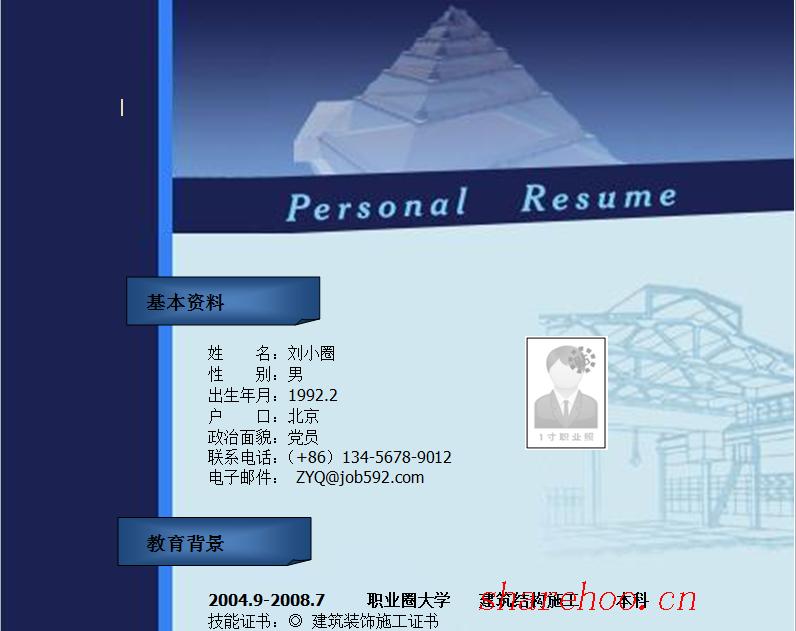 Personal Resume
基本资料
姓 名：刘小圈
性 别：男
出生年月：1992.2
户 口：北京
政治面貌：党员
联系电话：（+86）134-5678-9012
电子邮件： ZYQ@job592.com
1寸职业照
教育背景
2004.9-2008.7 职业圈大学 建筑结构施工 本科
sharehoo.cn
技能证书：◎ 建筑装饰施工证书